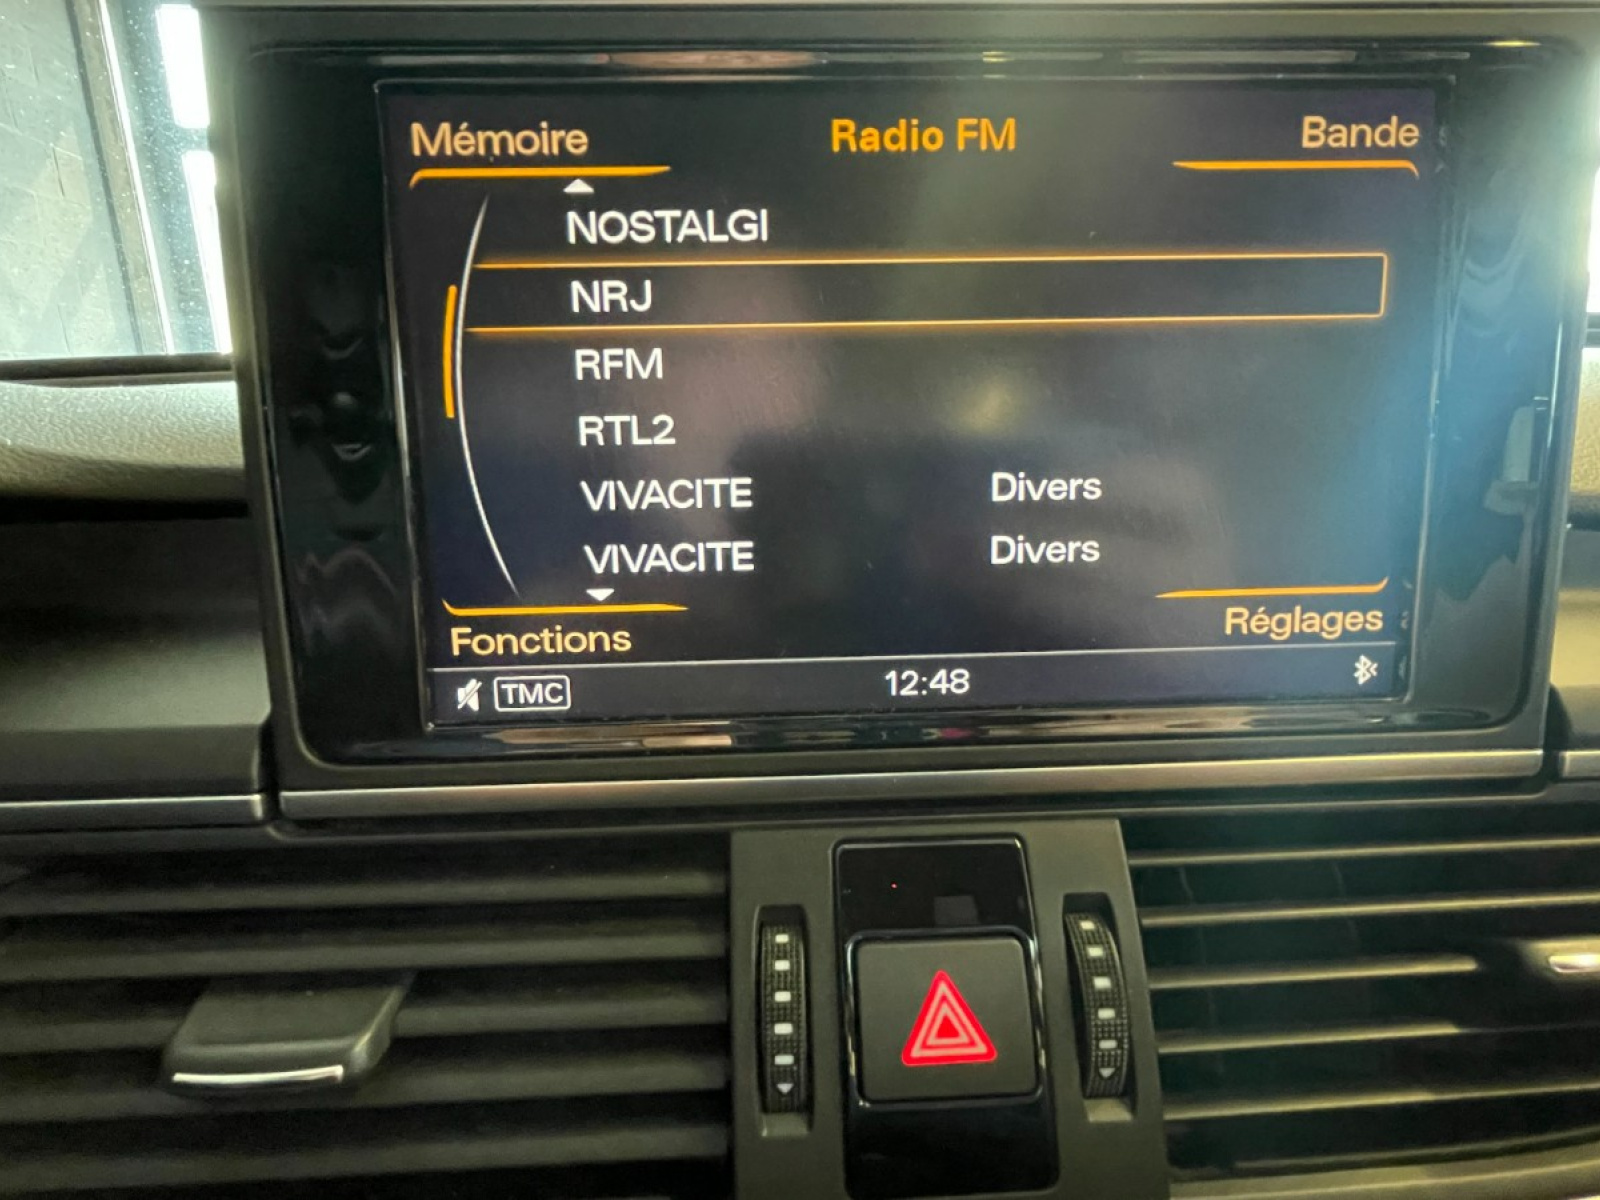 Mémoire Radio FM Bande
NOSTALGI
NRJ
RFM
RTL2
VIVACITE Divers
VIVACITE Divers
Fonctions Réglages
TMC 12:48